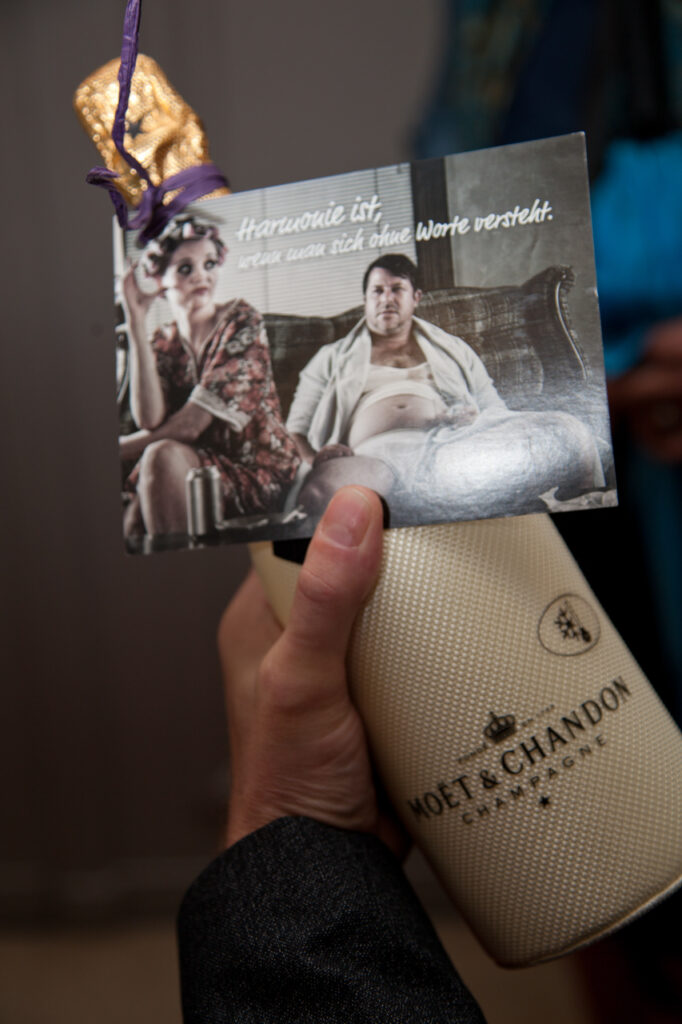 Harmonie ist,
wenn man sich ohne Worte versteht.
MOËT & CHANDON
CHAMPAGNE